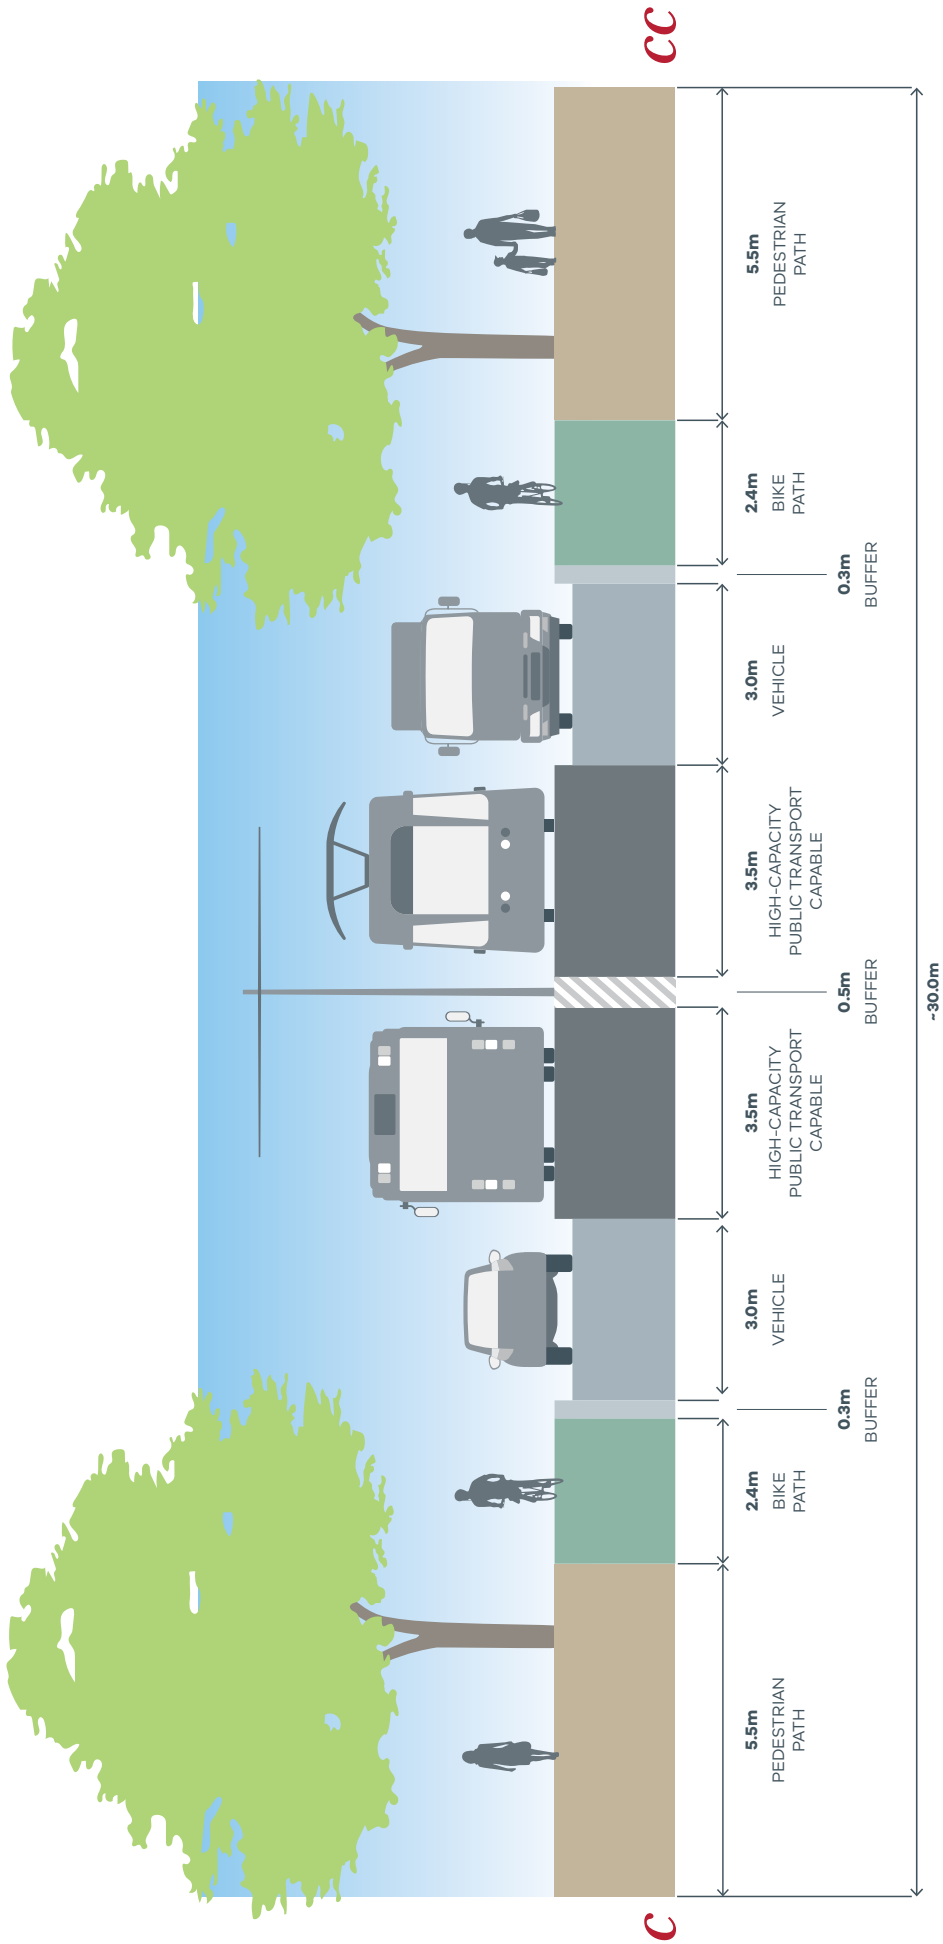 C
CC
5.5m
PEDESTRIAN
PATH
2.4m
BIKE
PATH
0.3m
BUFFER
3.0m
VEHICLE
3.5m
HIGH-CAPACITY
PUBLIC TRANSPORT
CAPABLE
0.5m
BUFFER
3.5m
HIGH-CAPACITY
PUBLIC TRANSPORT
CAPABLE
3.0m
VEHICLE
0.3m
BUFFER
2.4m
BIKE
PATH
5.5m
PEDESTRIAN
PATH
~30.0m